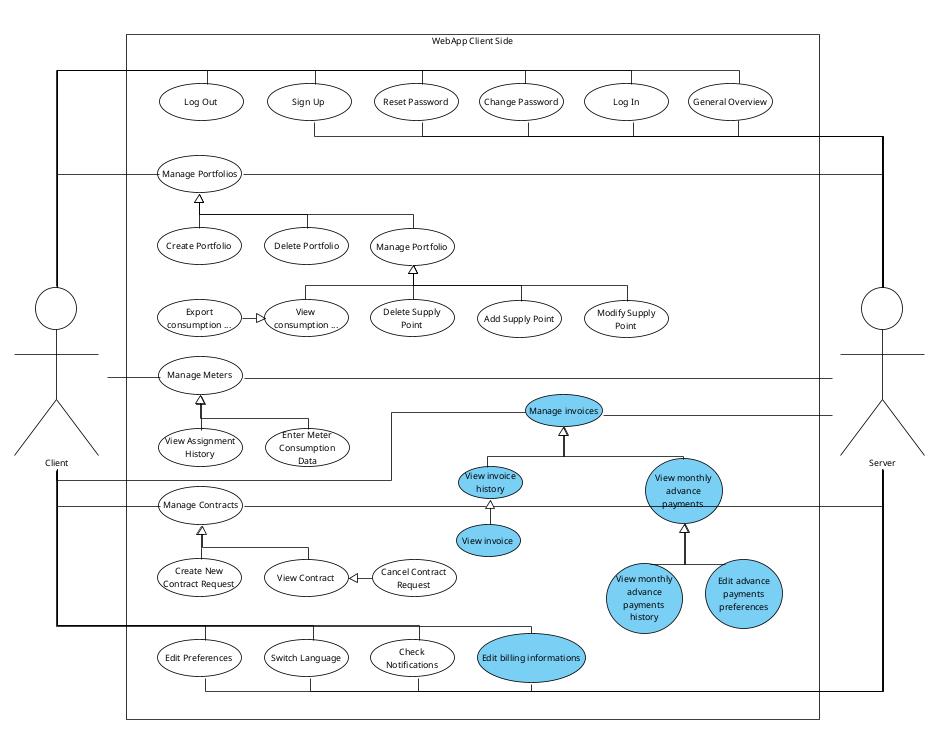 WebApp Client Side
Log Out
Sign Up
Reset Password
Change Password
Log In
General Overview
Manage Portfolios
Create Portfolio
Delete Portfolio
Manage Portfolio
Export
consumption ...
View
consumption ...
Delete Supply
Point
Add Supply Point
Modify Supply
Point
Manage Meters
Manage invoices
View Assignment
History
Enter Meter
Consumption
Data
Client
Server
View invoice
history
View monthly
advance
payments
Manage Contracts
View invoice
Create New
Contract Request
View Contract
Cancel Contract
Request
View monthly
advance
payments
history
Edit advance
payments
preferences
Edit Preferences
Switch Language
Check
Notifications
Edit billing informations